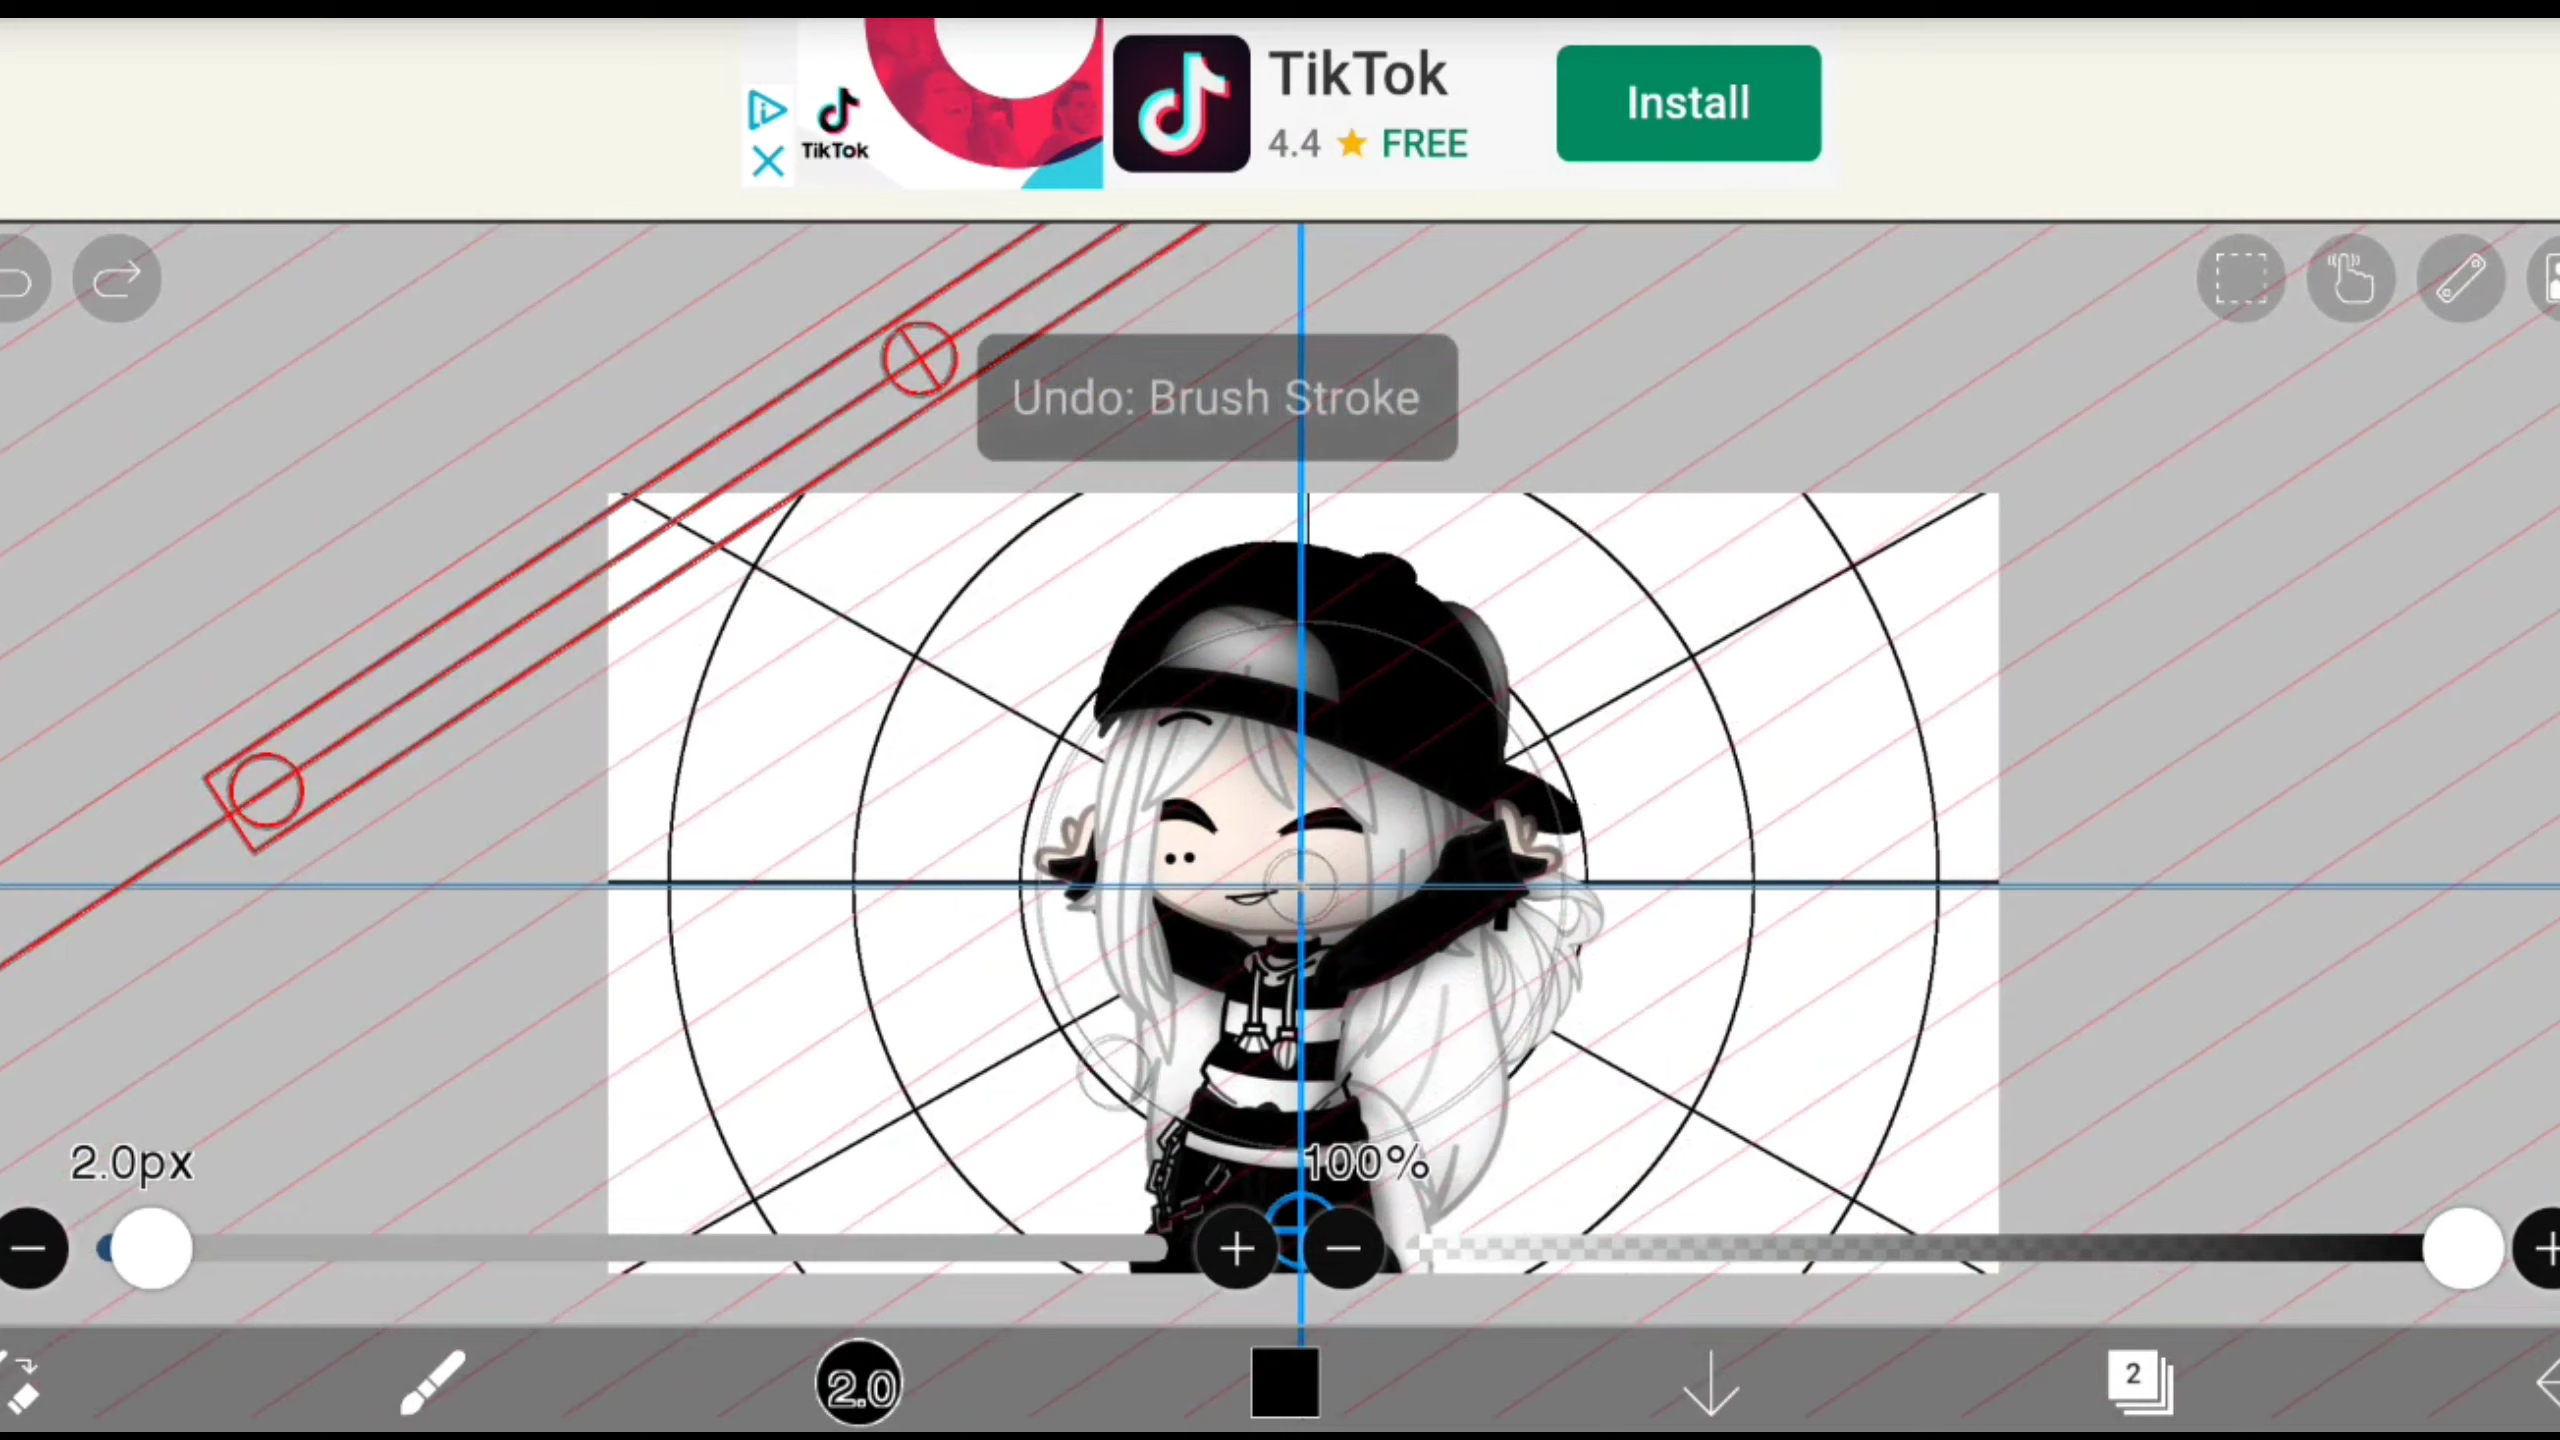 TikTok
TikTok
4.4 ★ FREE
Install
Undo: Brush Stroke
2.0px
100%
2.0
2